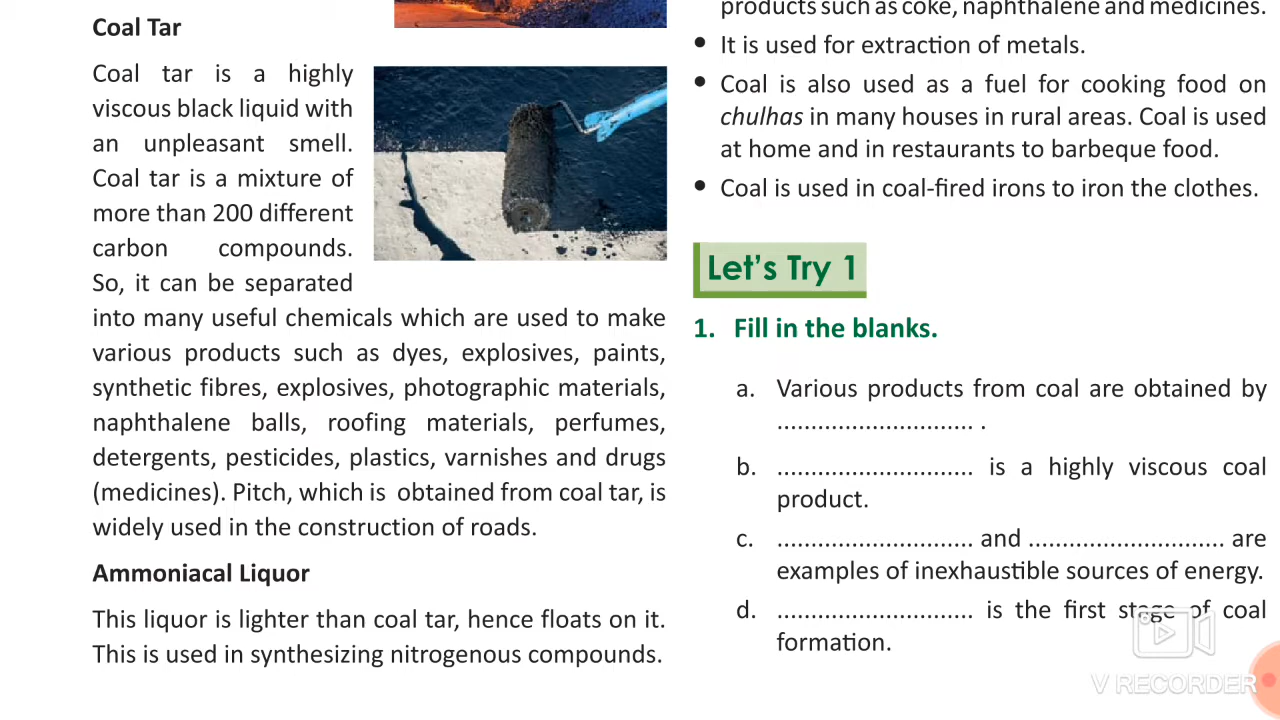 Coal Tar
Coal tar is a highly
viscous black liquid with
an unpleasant smell.
Coal tar is a mixture of
more than 200 different
carbon compounds.
So, it can be separated
into many useful chemicals which are used to make
various products such as dyes, explosives, paints,
synthetic fibres, explosives, photographic materials,
naphthalene balls, roofing materials, perfumes,
detergents, pesticides, plastics, varnishes and drugs
(medicines). Pitch, which is obtained from coal tar, is
widely used in the construction of roads.
Ammoniacal Liquor
This liquor is lighter than coal tar, hence floats on it.
This is used in synthesizing nitrogenous compounds.
products such as coke, naphthalene and medicines.
• It is used for extraction of metals.
• Coal is also used as a fuel for cooking food on
chulhas in many houses in rural areas. Coal is used
at home and in restaurants to barbeque food.
• Coal is used in coal-fired irons to iron the clothes.
Let's Try 1
1. Fill in the blanks.
a. Various products from coal are obtained by
............................ .
b. ............................ is a highly viscous coal
product.
c. ............................ and ............................ are
examples of inexhaustible sources of energy.
d. ............................ is the first stage of coal
formation.
V RECORDER